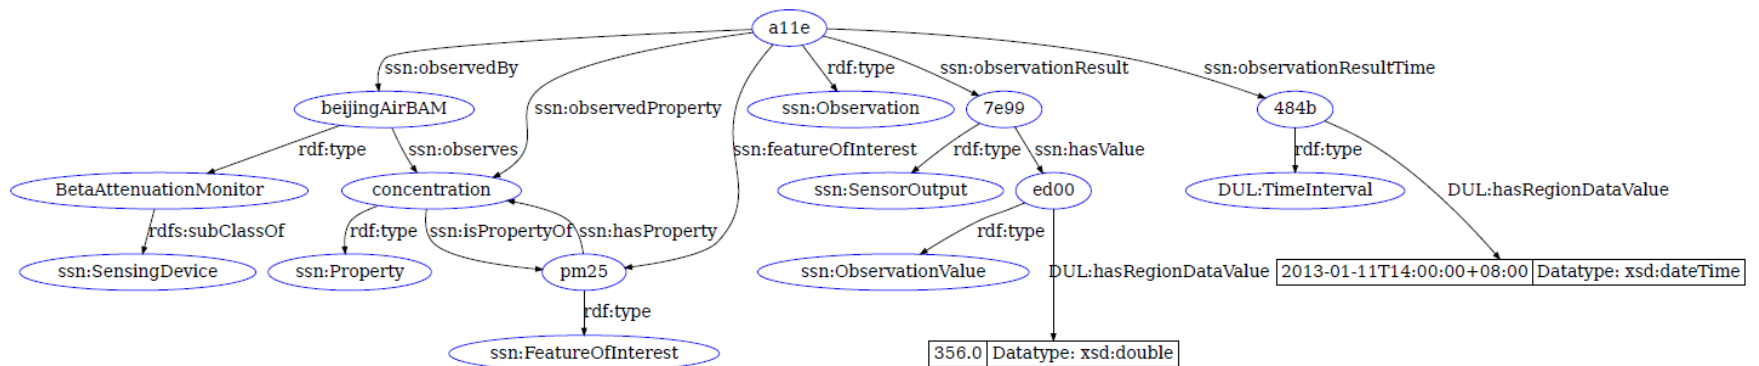 a11e
ssn:observedBy
rdf:type
ssn:observationResult
ssn:observationResultTime
beijingAirBAM
ssn:observedProperty
ssn:Observation
7e99
484b
rdf:type
ssn:observes
ssn:featureOfInterest
rdf:type
ssn:hasValue
rdf:type
BetaAttenuationMonitor
concentration
ssn:SensorOutput
ed00
DUL:TimeInterval
DUL:hasRegionDataValue
rdfs:subClassOf
rdf:type
ssn:isPropertyOf
ssn:hasProperty
rdf:type
ssn:SensingDevice
ssn:Property
pm25
ssn:ObservationValue
DUL:hasRegionDataValue
2013-01-11T14:00:00+08:00 Datatype: xsd:dateTime
rdf:type
ssn:FeatureOfInterest
356.0 Datatype: xsd:double